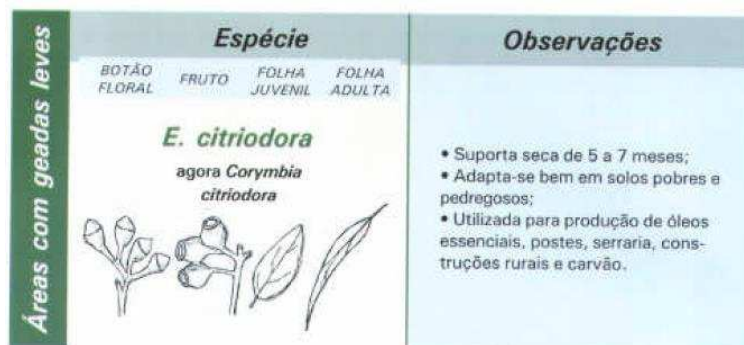 Áreas com geadas leves
Espécie
BOTÃO FLORAL
FRUTO
FOLHA JUVENIL
FOLHA ADULTA
E. citriodora
agora Corymbia
citriodora
Observações
• Suporta seca de 5 a 7 meses;
• Adapta-se bem em solos pobres e
pedregosos;
• Utilizada para produção de óleos
essenciais, postes, serraria, cons-
truções rurais e carvão.